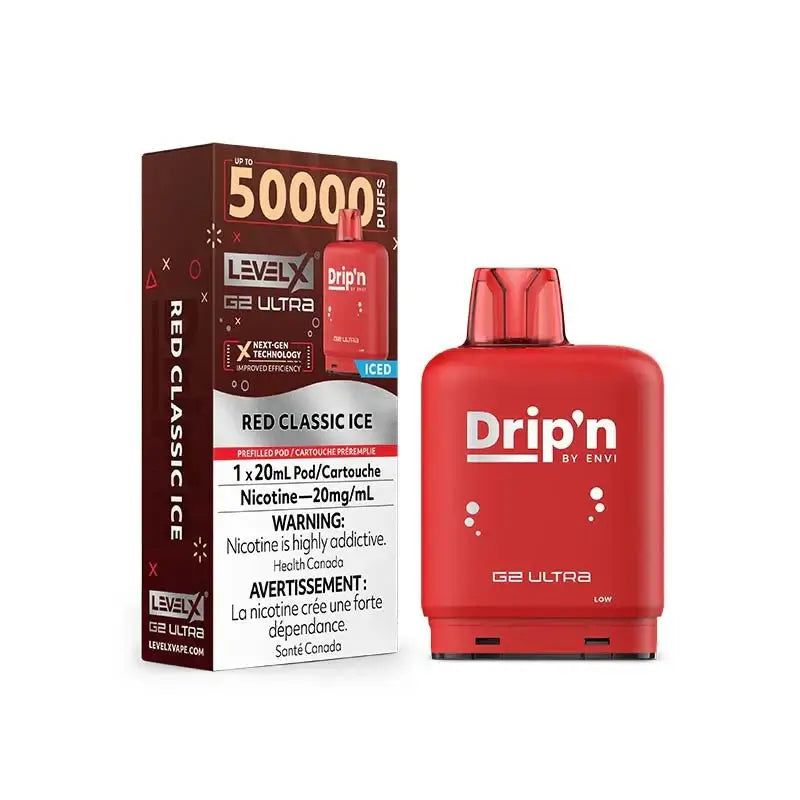 UP TO
50000
PUFFS
LEVEL X®
G2 ULTRA
Drip'n
BY ENVI
X NEXT-GEN
TECHNOLOGY
IMPROVED EFFICIENCY
ICED
RED CLASSIC ICE
PREFILLED POD / CARTOUCHE PRÉREMPLIE
1 x 20mL Pod/Cartouche
Nicotine—20mg/mL
WARNING:
Nicotine is highly addictive.
Health Canada
AVERTISSEMENT :
La nicotine crée une forte
dépendance.
Santé Canada
RED CLASSIC ICE
LEVEL X
G2 ULTRA
LEVELXVAPE.COM
Drip'n
BY ENVI
G2 ULTRA
LOW